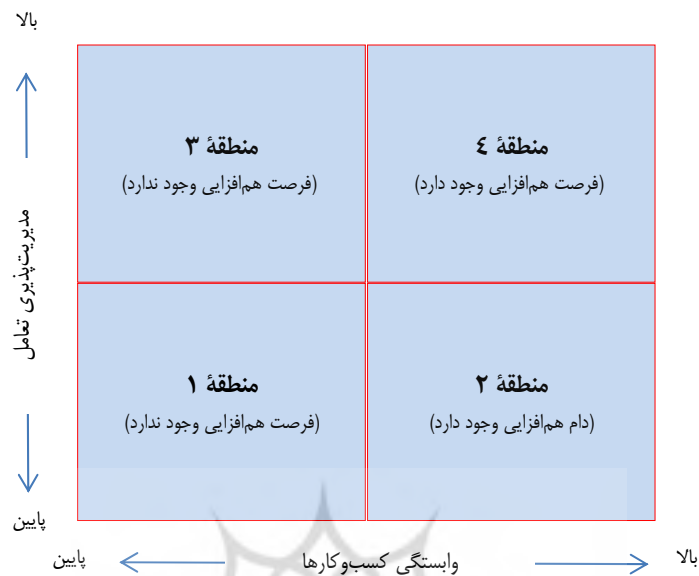 بالا
منطقهٔ ۳
(فرصت هم‌افزایی وجود ندارد)
منطقهٔ ٤
(فرصت هم‌افزایی وجود دارد)
مدیریت‌پذیری تعامل
منطقهٔ ۱
(فرصت هم‌افزایی وجود ندارد)
منطقهٔ ۲
(دام هم‌افزایی وجود دارد)
پایین
بالا
وابستگی کسب‌وکارها
پایین